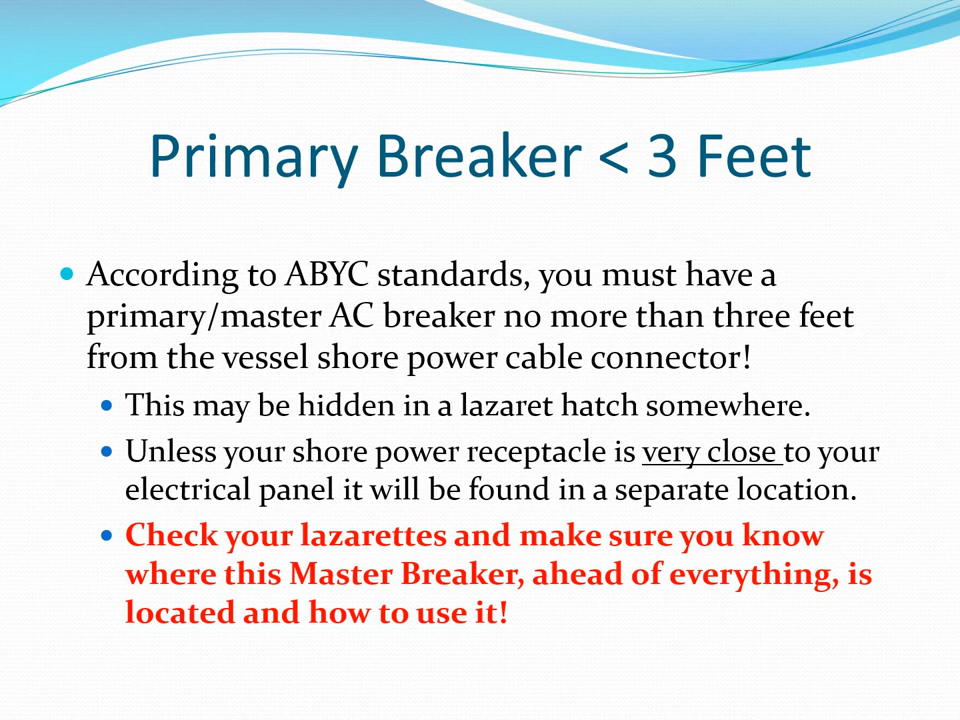 Primary Breaker < 3 Feet
According to ABYC standards, you must have a
primary/master AC breaker no more than three feet
from the vessel shore power cable connector!
This may be hidden in a lazaret hatch somewhere.
Unless your shore power receptacle is very close to your
electrical panel it will be found in a separate location.
Check your lazarettes and make sure you know
where this Master Breaker, ahead of everything, is
located and how to use it!